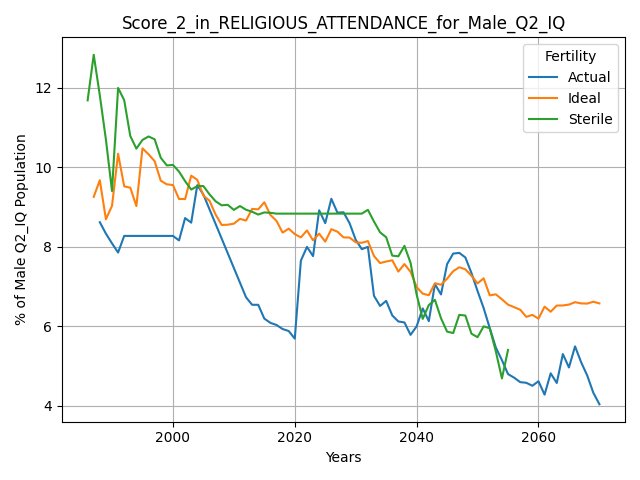 Score_2_in_RELIGIOUS_ATTENDANCE_for_Male_Q2_IQ
Fertility
Actual
Ideal
Sterile
% of Male Q2_IQ Population
12
10
8
6
4
2000
2020
2040
2060
Years